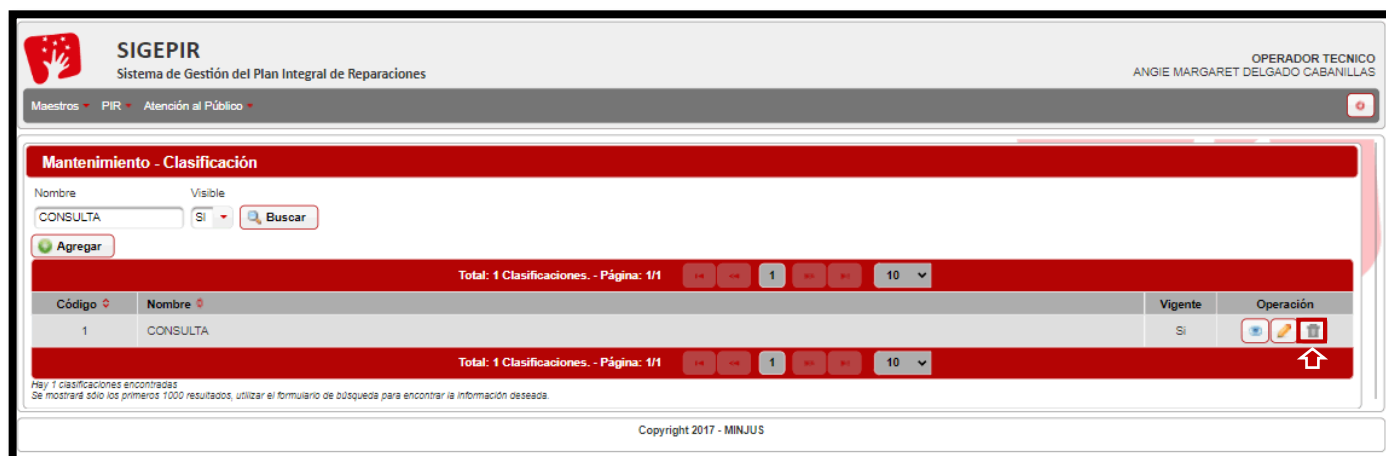 SIGEPIR
Sistema de Gestión del Plan Integral de Reparaciones
OPERADOR TECNICO
ANGIE MARGARET DELGADO CABANILLAS
Maestros PIR Atención al Público
Mantenimiento - Clasificación
Nombre Visible
CONSULTA SI Buscar
Agregar
Total: 1 Clasificaciones. - Página: 1/1 1 10
Código Nombre Vigente Operación
1 CONSULTA Si
Total: 1 Clasificaciones. - Página: 1/1 1 10
Hay 1 clasificaciones encontradas
Se mostrará sólo los primeros 1000 resultados, utilizar el formulario de búsqueda para encontrar la información deseada.
Copyright 2017 - MINJUS